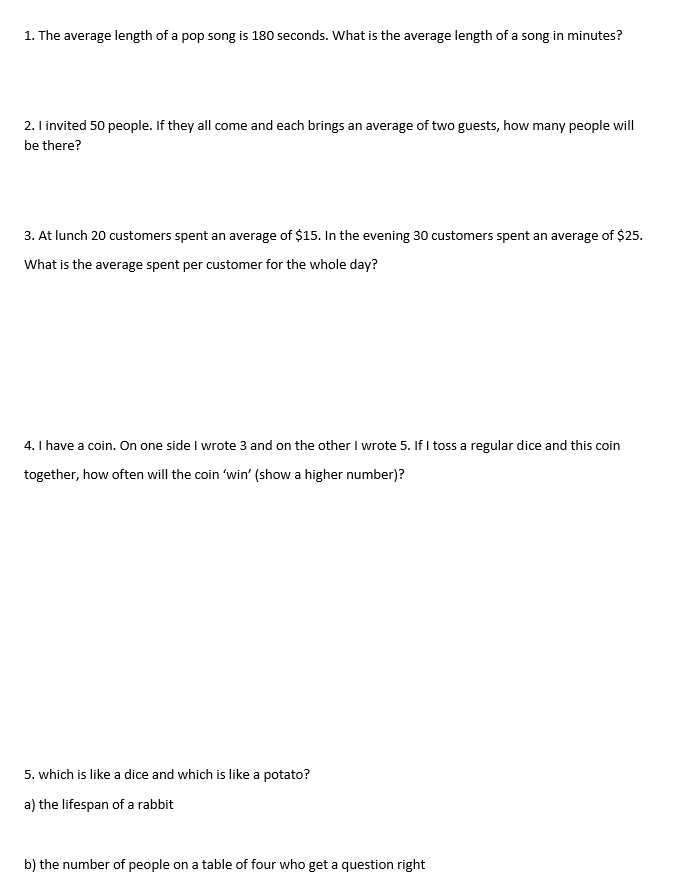 1. The average length of a pop song is 180 seconds. What is the average length of a song in minutes?
2. I invited 50 people. If they all come and each brings an average of two guests, how many people will
be there?
3. At lunch 20 customers spent an average of $15. In the evening 30 customers spent an average of $25.
What is the average spent per customer for the whole day?
4. I have a coin. On one side I wrote 3 and on the other I wrote 5. If I toss a regular dice and this coin
together, how often will the coin ‘win’ (show a higher number)?
5. which is like a dice and which is like a potato?
a) the lifespan of a rabbit
b) the number of people on a table of four who get a question right